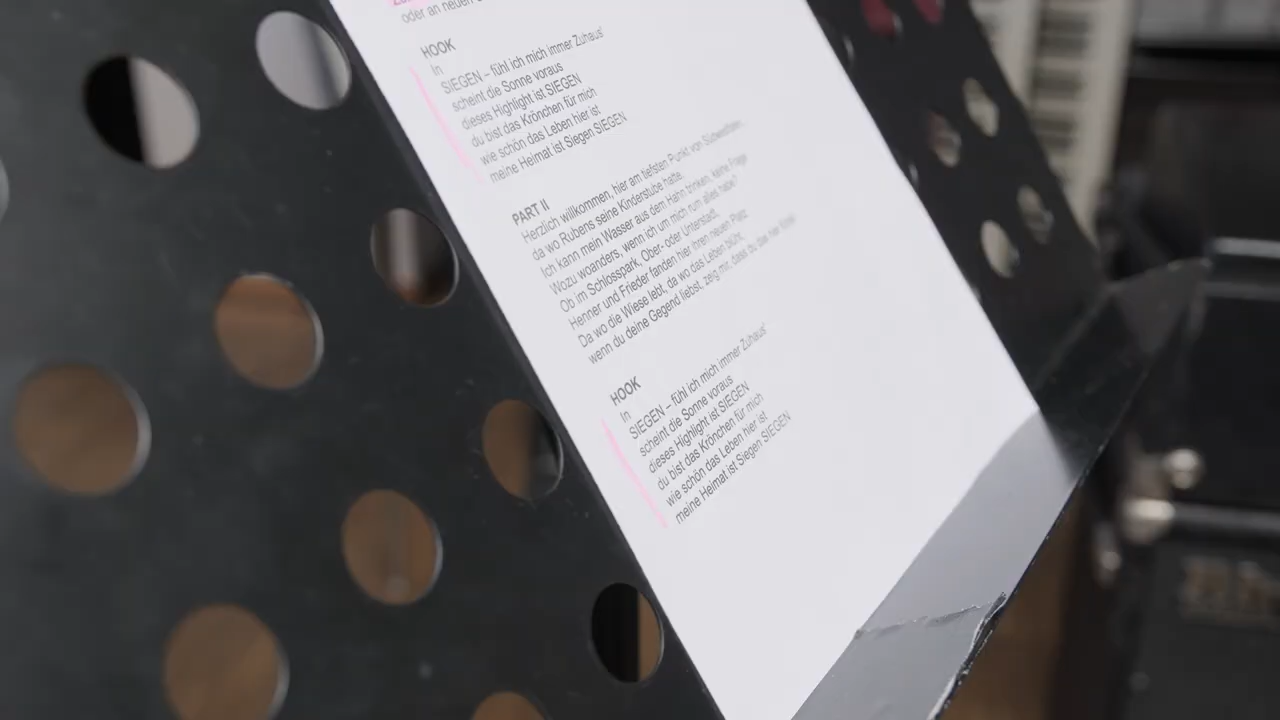 oder an neuen
HOOK
In
SIEGEN – fühl ich mich immer Zuhaus'
scheint die Sonne voraus
dieses Highlight ist SIEGEN
du bist das Krönchen für mich
wie schön das Leben hier ist
meine Heimat ist Siegen SIEGEN
PART II
Herzlich willkommen, hier am tiefsten Punkt von Südwestfalen,
da wo Rubens seine Kinderstube hatte.
Ich kann mein Wasser aus dem Hahn trinken, keine Frage
Wozu woanders, wenn ich um mich rum alles habe?
Ob im Schlosspark, Ober- oder Unterstadt,
Henner und Frieder fanden hier ihren neuen Platz
Da wo die Wiese lebt, da wo das Leben blüht,
wenn du deine Gegend liebst, zeig mir, dass du das hier
HOOK
In
SIEGEN – fühl ich mich immer Zuhaus'
scheint die Sonne voraus
dieses Highlight ist SIEGEN
du bist das Krönchen für mich
wie schön das Leben hier ist
meine Heimat ist Siegen SIEGEN